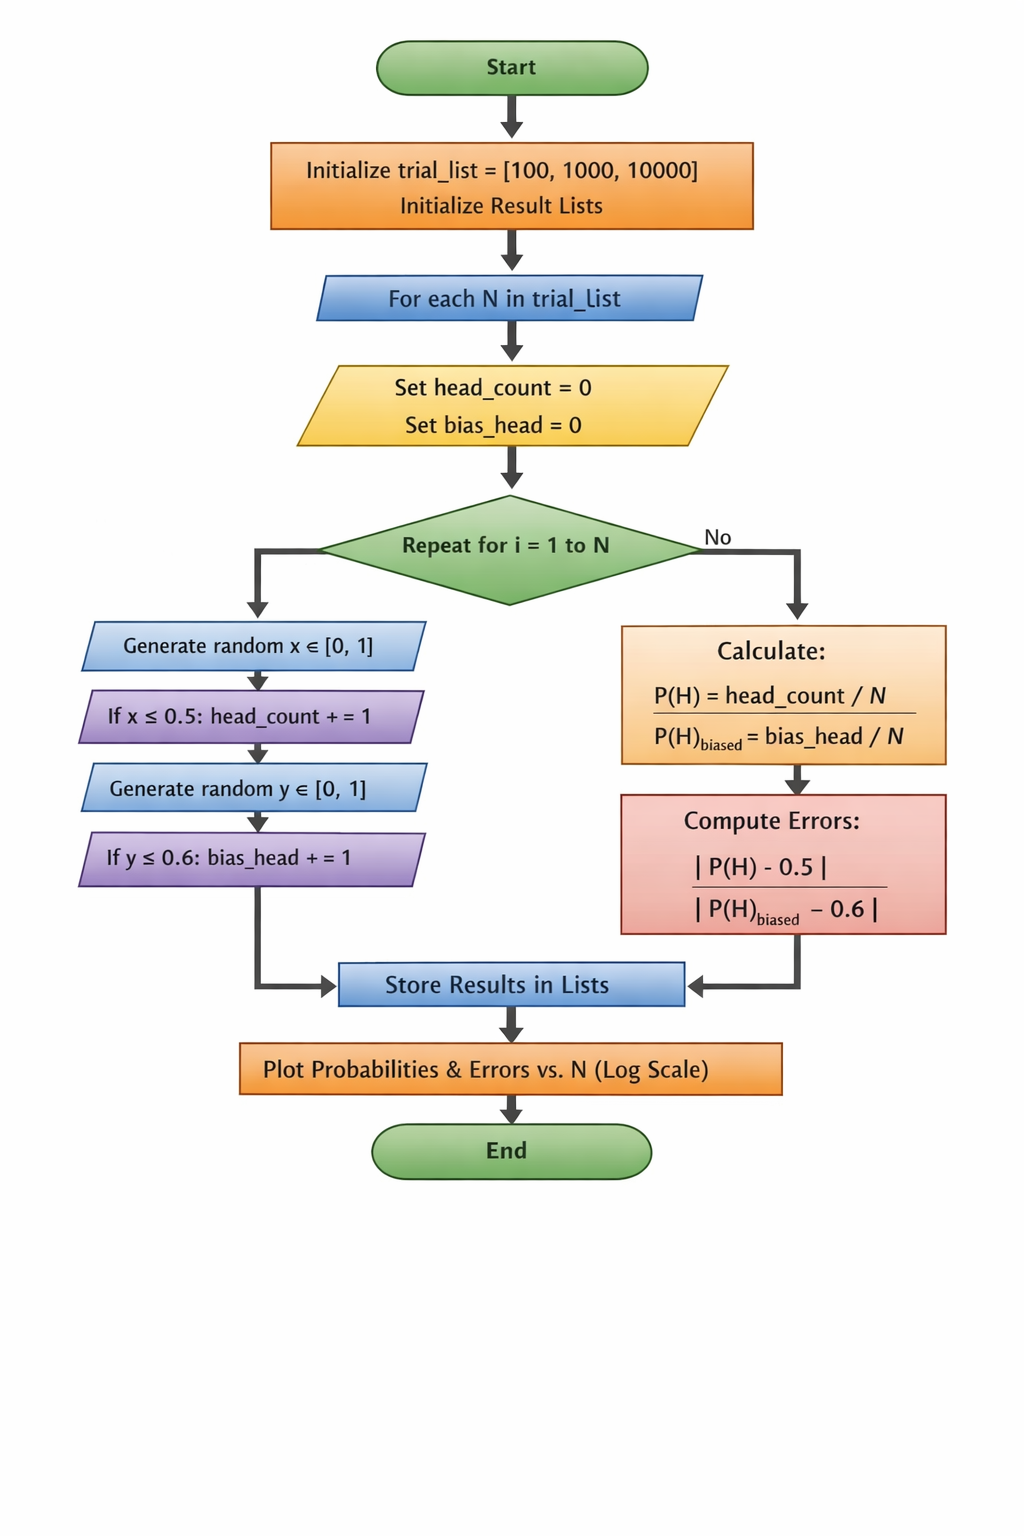 Start
Initialize trial_list = [100, 1000, 10000]
Initialize Result Lists
For each N in trial_list
Set head_count = 0
Set bias_head = 0
Repeat for i = 1 to N
No
Generate random x ∈ [0, 1]
If x ≤ 0.5: head_count + = 1
Generate random y ∈ [0, 1]
If y ≤ 0.6: bias_head + = 1
Calculate:
P(H) = head_count / N
P(H)biased = bias_head / N
Compute Errors:
| P(H) - 0.5 |
| P(H)biased – 0.6 |
Store Results in Lists
Plot Probabilities & Errors vs. N (Log Scale)
End